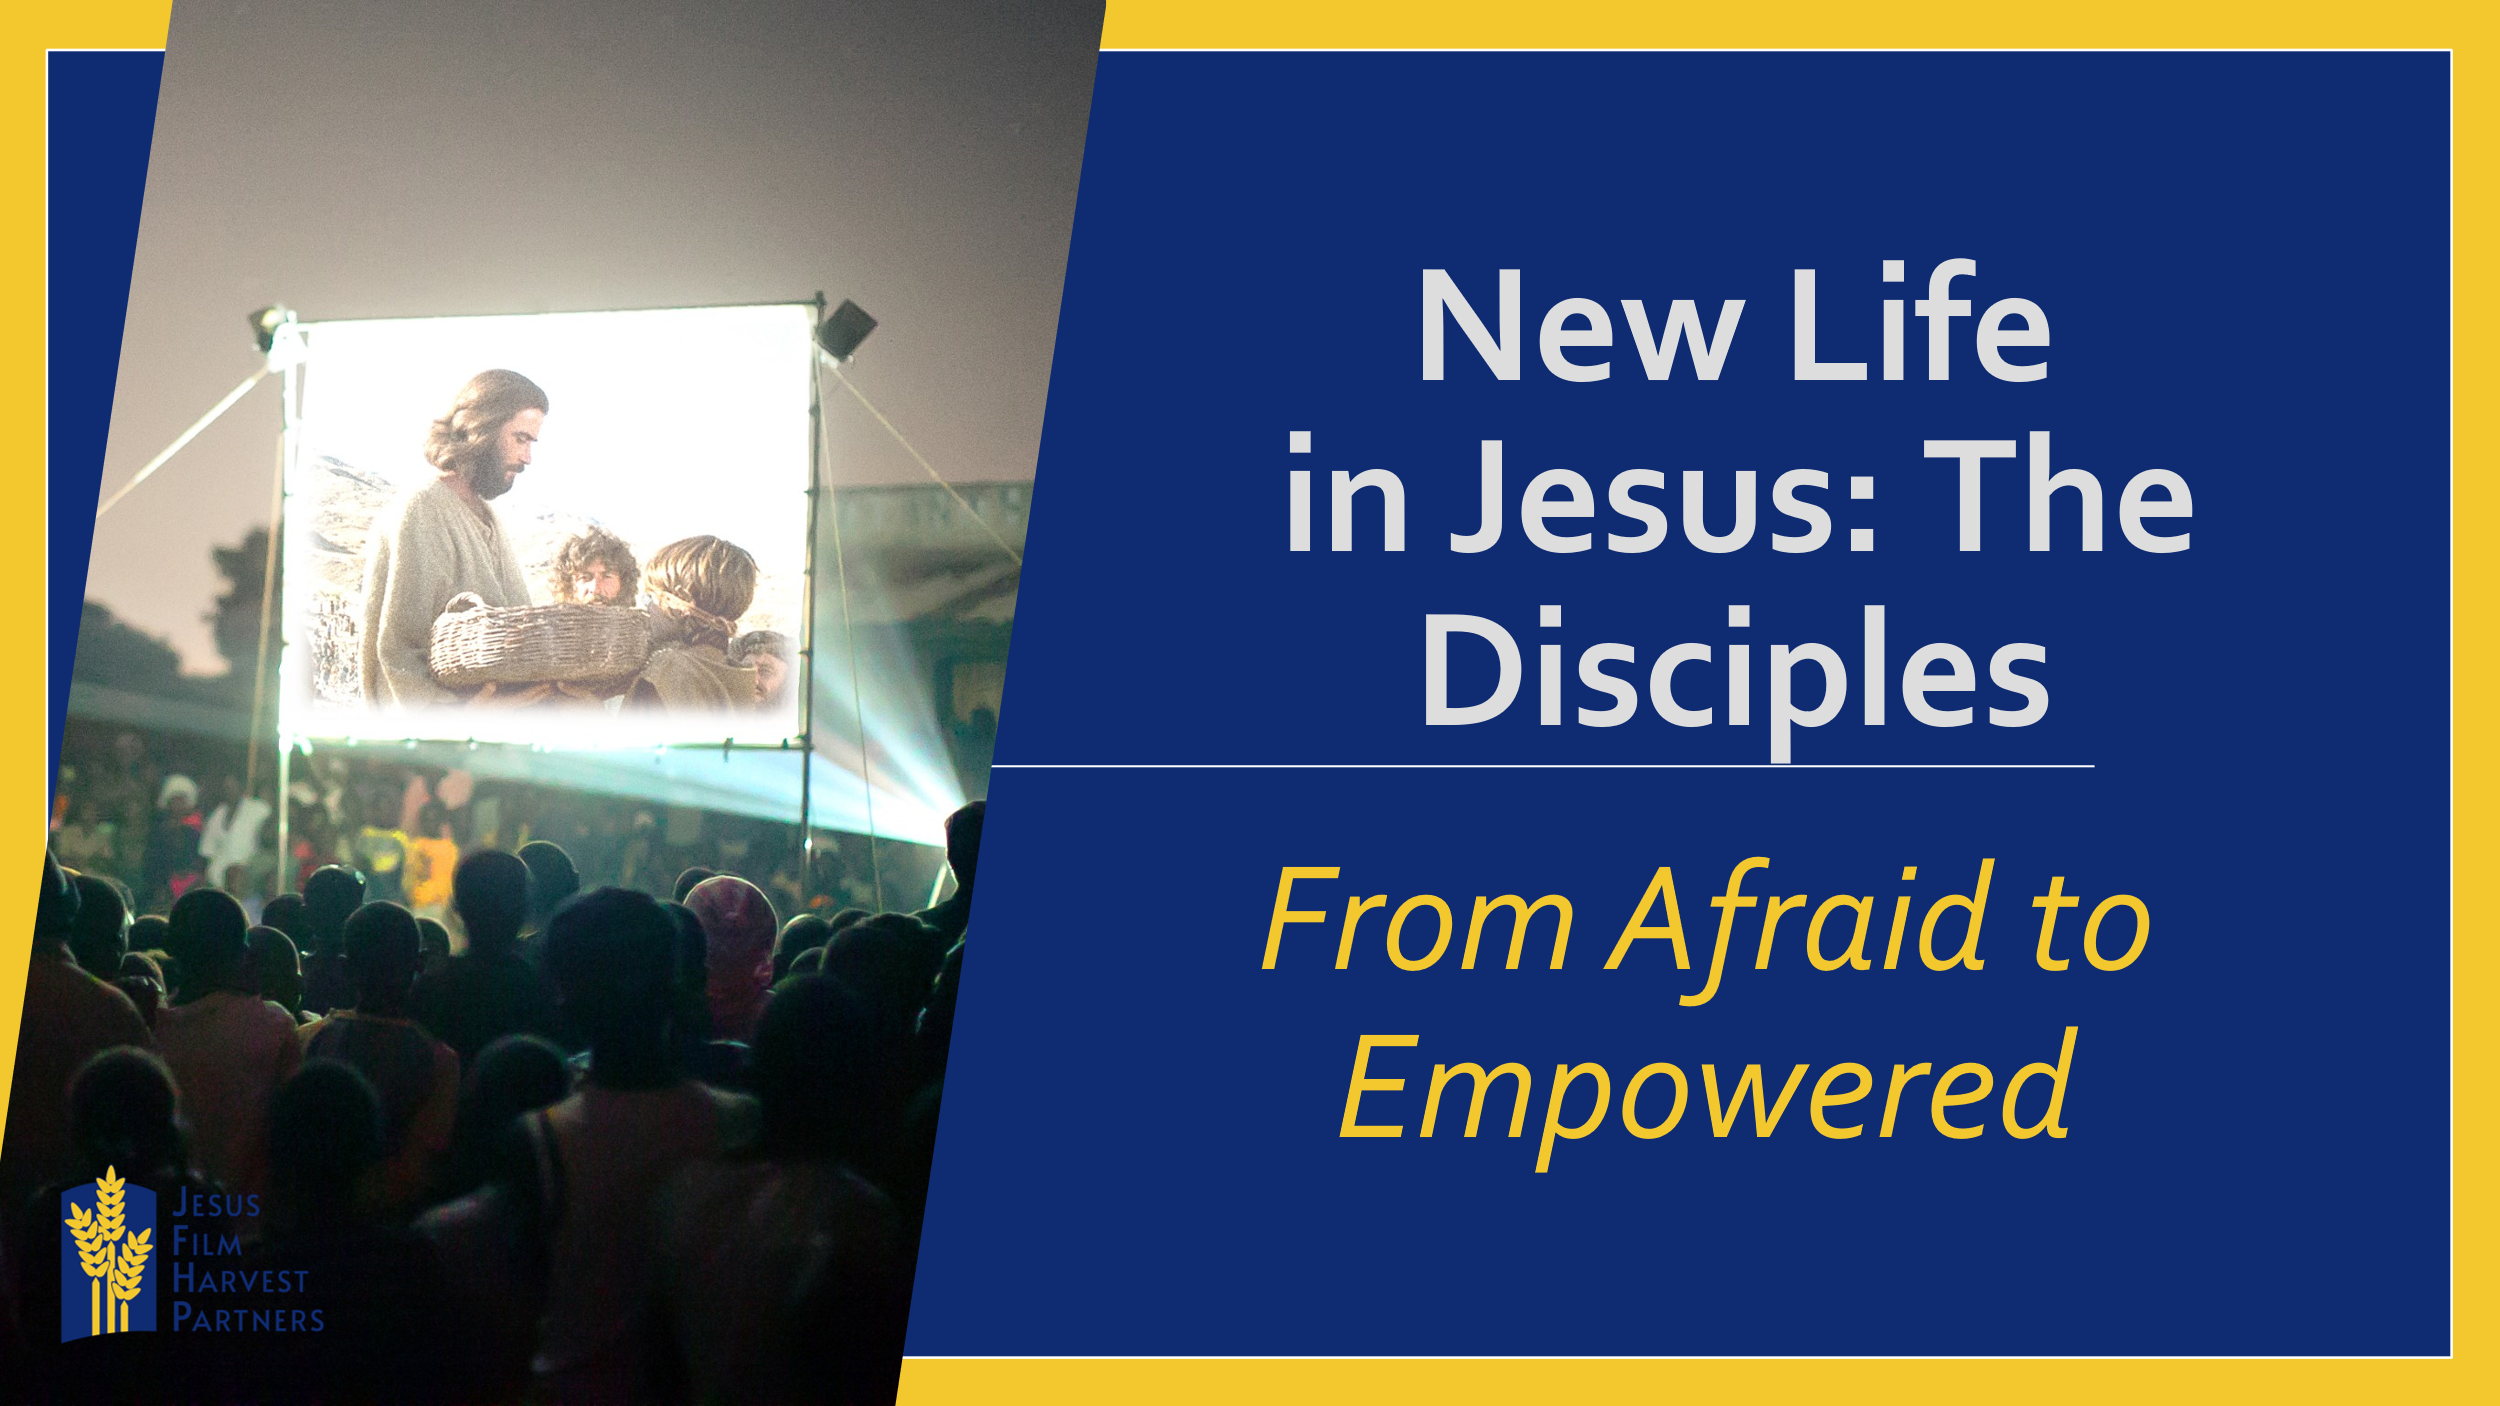 New Life
in Jesus: The
Disciples
From Afraid to
Empowered
JESUS
FILM
HARVEST
PARTNERS